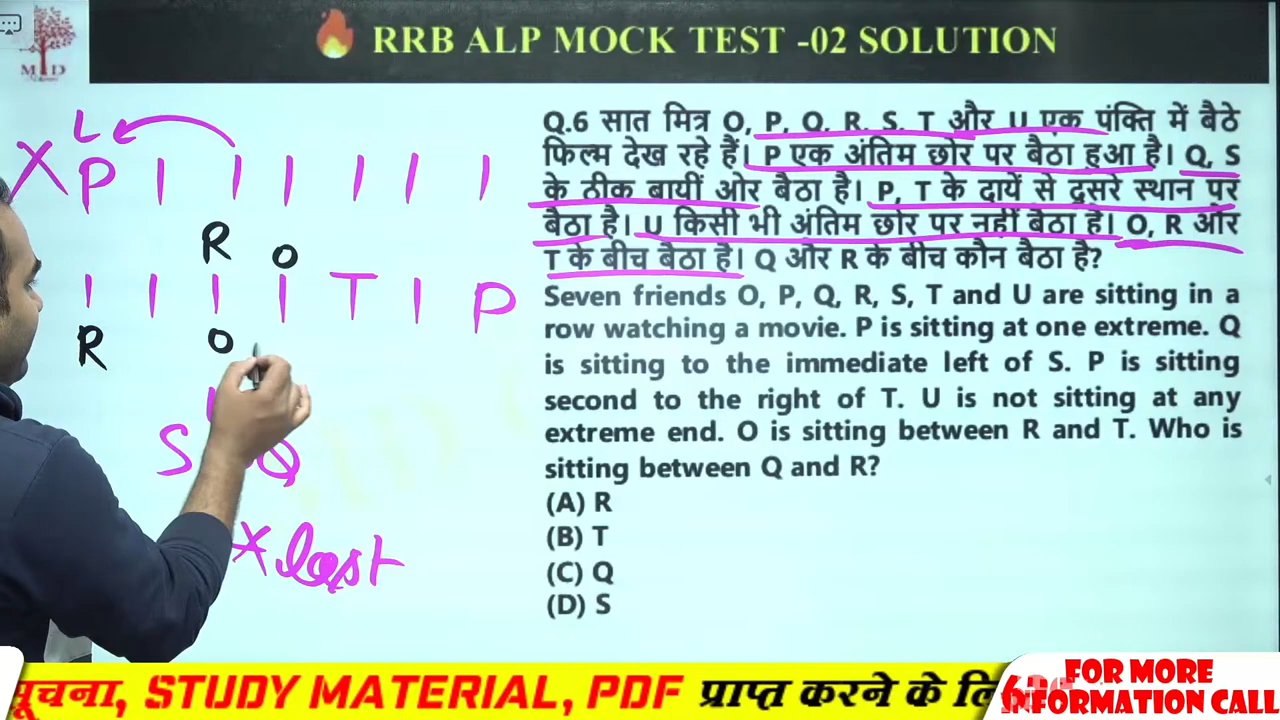 RRB ALP MOCK TEST -02 SOLUTION
L
X P | | | | | |
R O
| | | | T | P
R O
S Q
X last
Q.6 सात मित्र O, P, Q, R, S, T और U एक पंक्ति में बैठे
फिल्म देख रहे हैं। P एक अंतिम छोर पर बैठा हुआ है। Q, S
के ठीक बायीं ओर बैठा है। P, T के दायें से दूसरे स्थान पर
बैठा है। U किसी भी अंतिम छोर पर नहीं बैठा है। O, R और
T के बीच बैठा है। Q और R के बीच कौन बैठा है?
Seven friends O, P, Q, R, S, T and U are sitting in a
row watching a movie. P is sitting at one extreme. Q
is sitting to the immediate left of S. P is sitting
second to the right of T. U is not sitting at any
extreme end. O is sitting between R and T. Who is
sitting between Q and R?
(A) R
(B) T
(C) Q
(D) S
सूचना, STUDY MATERIAL, PDF प्राप्त करने के
FOR MORE
INFORMATION CALL